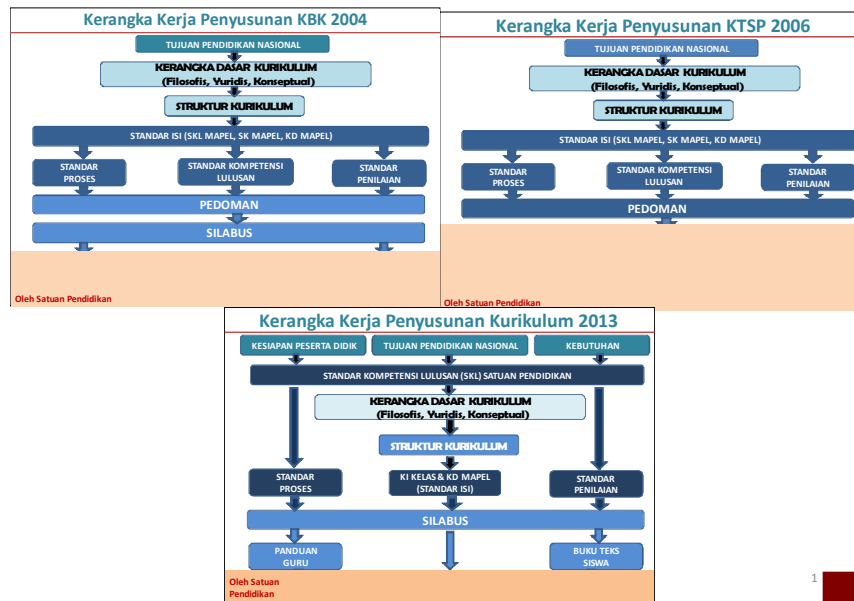 Kerangka Kerja Penyusunan KBK 2004
TUJUAN PENDIDIKAN NASIONAL
KERANGKA DASAR KURIKULUM
(Filosofis, Yuridis, Konseptual)
STRUKTUR KURIKULUM
STANDAR ISI (SKL MAPEL, SK MAPEL, KD MAPEL)
STANDAR
PROSES
STANDAR KOMPETENSI
LULUSAN
STANDAR
PENILAIAN
PEDOMAN
SILABUS
Oleh Satuan Pendidikan
Kerangka Kerja Penyusunan KTSP 2006
TUJUAN PENDIDIKAN NASIONAL
KERANGKA DASAR KURIKULUM
(Filosofis, Yuridis, Konseptual)
STRUKTUR KURIKULUM
STANDAR ISI (SKL MAPEL, SK MAPEL, KD MAPEL)
STANDAR
PROSES
STANDAR KOMPETENSI
LULUSAN
STANDAR
PENILAIAN
PEDOMAN
Oleh Satuan Pendidikan
Kerangka Kerja Penyusunan Kurikulum 2013
KESIAPAN PESERTA DIDIK
TUJUAN PENDIDIKAN NASIONAL
KEBUTUHAN
STANDAR KOMPETENSI LULUSAN (SKL) SATUAN PENDIDIKAN
KERANGKA DASAR KURIKULUM
(Filosofis, Yuridis, Konseptual)
STRUKTUR KURIKULUM
STANDAR
PROSES
KI KELAS & KD MAPEL
(STANDAR ISI)
STANDAR
PENILAIAN
SILABUS
PANDUAN
GURU
BUKU TEKS
SISWA
Oleh Satuan
Pendidikan
1